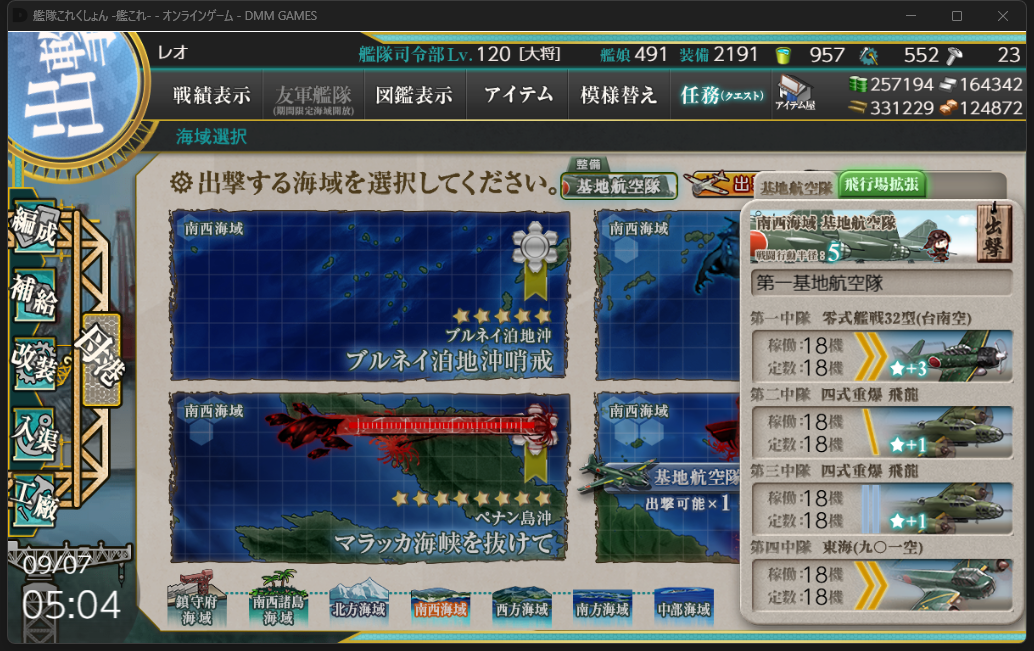 艦隊これくしょん -艦これ- - オンラインゲーム - DMM GAMES
レオ
艦隊司令部Lv.120 [大将]
艦娘 491 装備 2191 957 552 23
戦績表示
友軍艦隊
(期間限定海域開放)
図鑑表示
アイテム
模様替え
任務(クエスト)
アイテム屋
257194 164342
331229 124872
海域選択
出撃する海域を選択してください。
整備
基地航空隊
出
基地航空隊
飛行場拡張
編成
補給
改装
入渠
工廠
母港
南西海域
ブルネイ泊地沖
ブルネイ泊地沖哨戒
南西海域
南西海域
ペナン島沖
マラッカ海峡を抜けて
南西海域
基地航空隊
出撃可能×1
南西海域 基地航空隊
戦闘行動半径:5
出撃
第一基地航空隊
第一中隊 零式艦戦32型(台南空)
稼働:18機
定数:18機
★+3
第二中隊 四式重爆 飛龍
稼働:18機
定数:18機
★+1
第三中隊 四式重爆 飛龍
稼働:18機
定数:18機
★+1
第四中隊 東海(九〇一空)
稼働:18機
定数:18機
09/07
05:04
鎮守府
海域
南西諸島
海域
北方海域
南西海域
西方海域
南方海域
中部海域